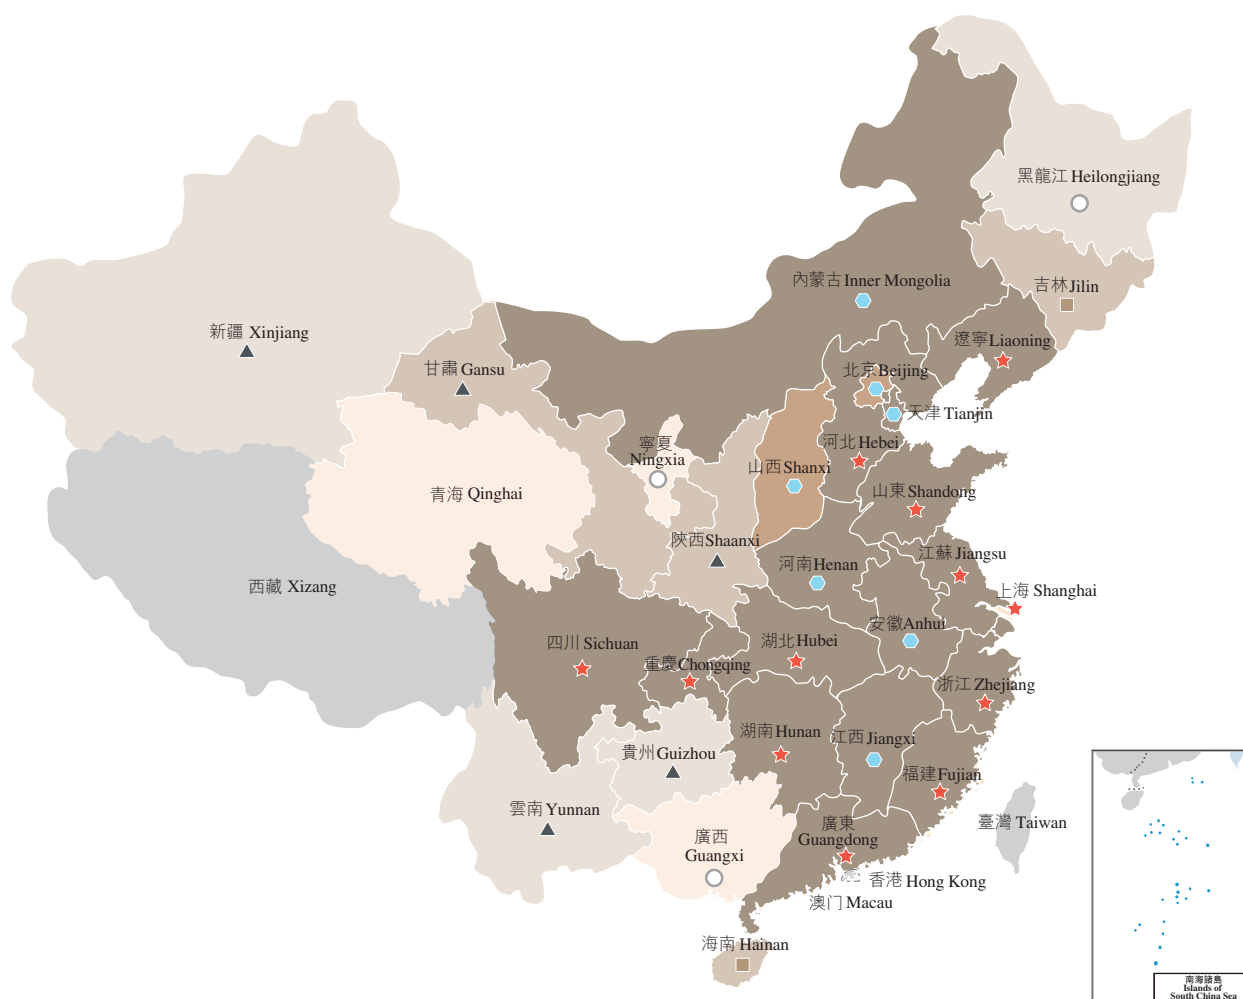 黑龍江 Heilongjiang
內蒙古 Inner Mongolia
吉林 Jilin
新疆 Xinjiang
遼寧 Liaoning
甘肅 Gansu
北京 Beijing
天津 Tianjin
寧夏
Ningxia
河北 Hebei
山西 Shanxi
青海 Qinghai
山東 Shandong
陝西 Shaanxi
江蘇 Jiangsu
河南 Henan
西藏 Xizang
上海 Shanghai
安徽 Anhui
四川 Sichuan
湖北 Hubei
重慶 Chongqing
浙江 Zhejiang
湖南 Hunan
江西 Jiangxi
貴州 Guizhou
福建 Fujian
雲南 Yunnan
臺灣 Taiwan
廣東
Guangdong
廣西
Guangxi
香港 Hong Kong
澳门 Macau
海南 Hainan
南海諸島
Islands of
South China Sea